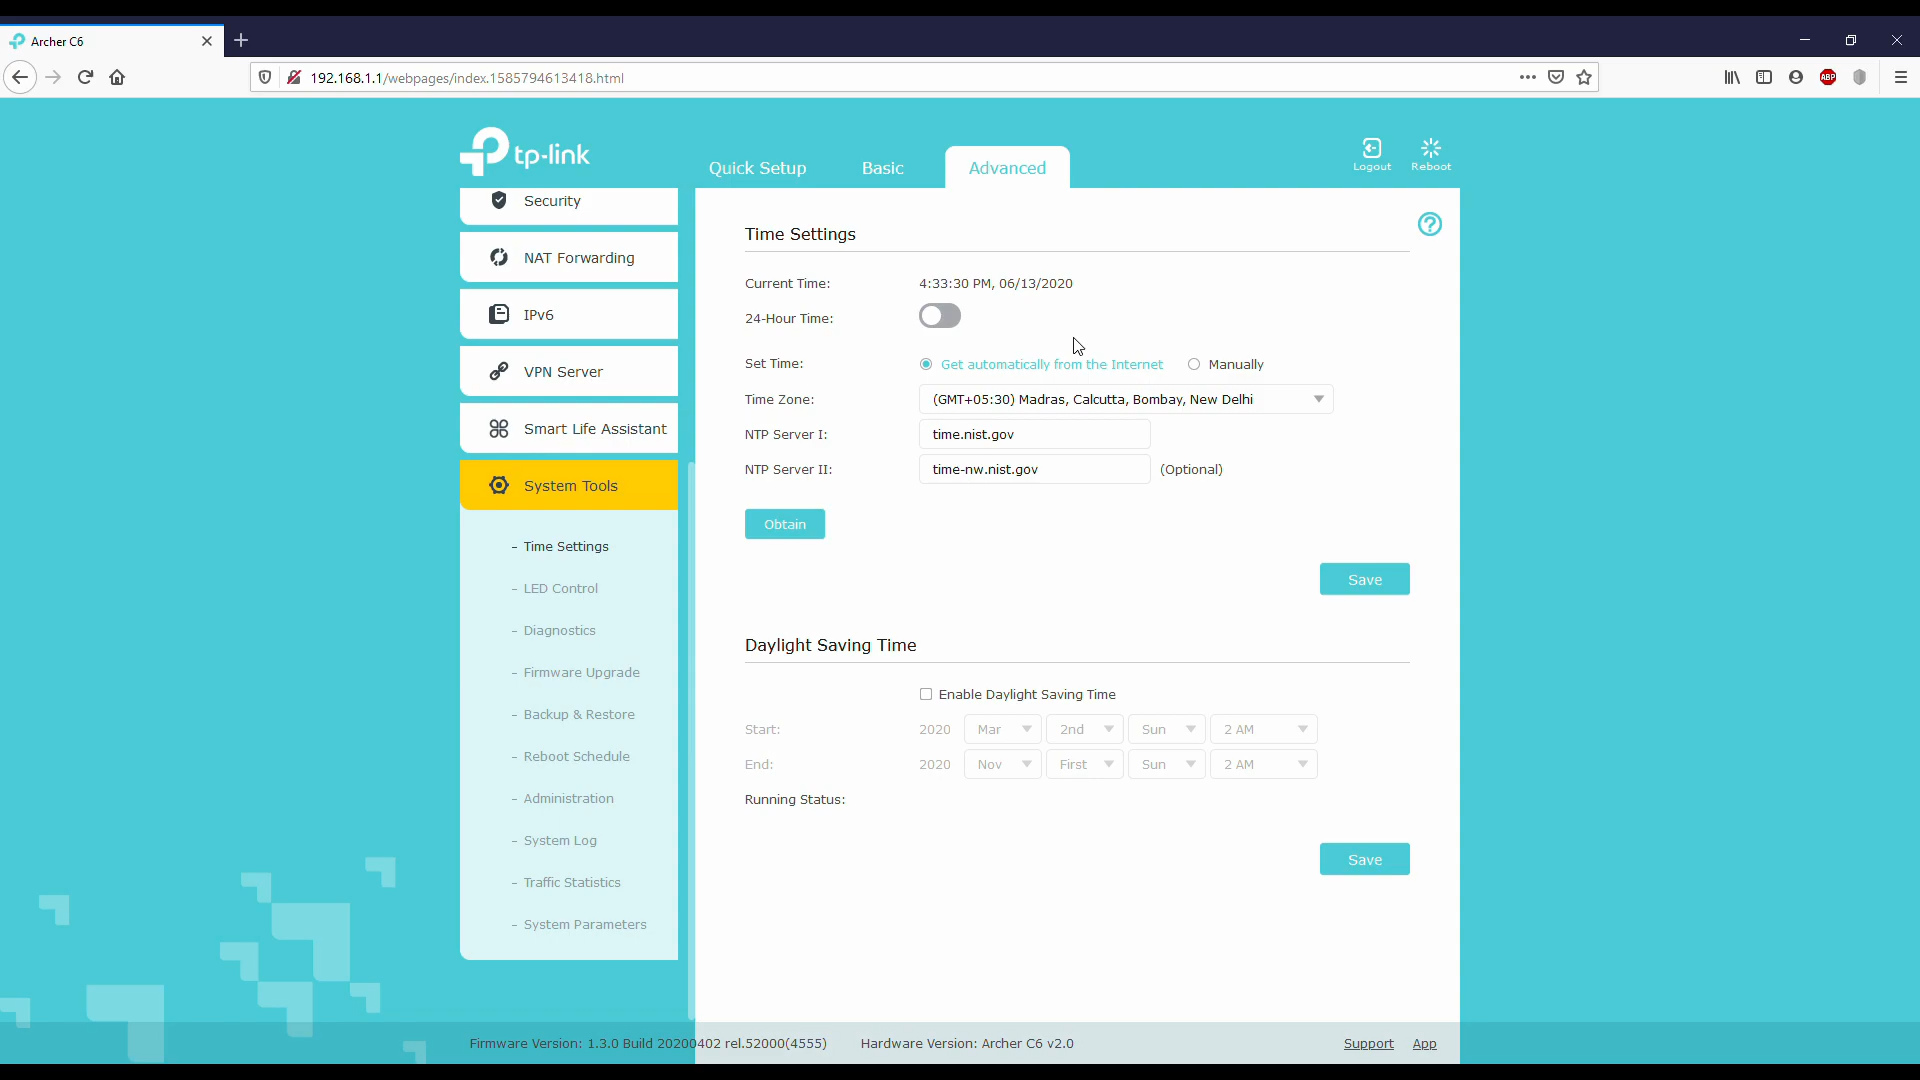 Archer C6
192.168.1.1/webpages/index.1585794613418.html
ABP
tp-link
Quick Setup
Basic
Advanced
Logout
Reboot
Security
NAT Forwarding
IPv6
VPN Server
Smart Life Assistant
System Tools
- Time Settings
- LED Control
- Diagnostics
- Firmware Upgrade
- Backup & Restore
- Reboot Schedule
- Administration
- System Log
- Traffic Statistics
- System Parameters
Time Settings
Current Time: 4:33:30 PM, 06/13/2020
24-Hour Time:
Set Time: Get automatically from the Internet Manually
Time Zone: (GMT+05:30) Madras, Calcutta, Bombay, New Delhi
NTP Server I: time.nist.gov
NTP Server II: time-nw.nist.gov (Optional)
Obtain
Save
Daylight Saving Time
Enable Daylight Saving Time
Start: 2020 Mar 2nd Sun 2 AM
End: 2020 Nov First Sun 2 AM
Running Status:
Save
Firmware Version: 1.3.0 Build 20200402 rel.52000(4555) Hardware Version: Archer C6 v2.0 Support App